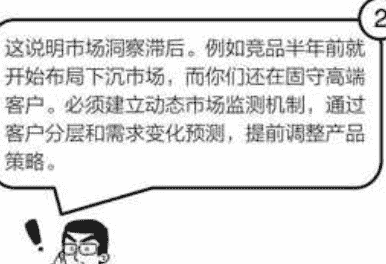 2
这说明市场洞察滞后。例如竞品半年前就
开始布局下沉市场，而你们还在固守高端
客户。必须建立动态市场监测机制，通过
客户分层和需求变化预测，提前调整产品
策略。